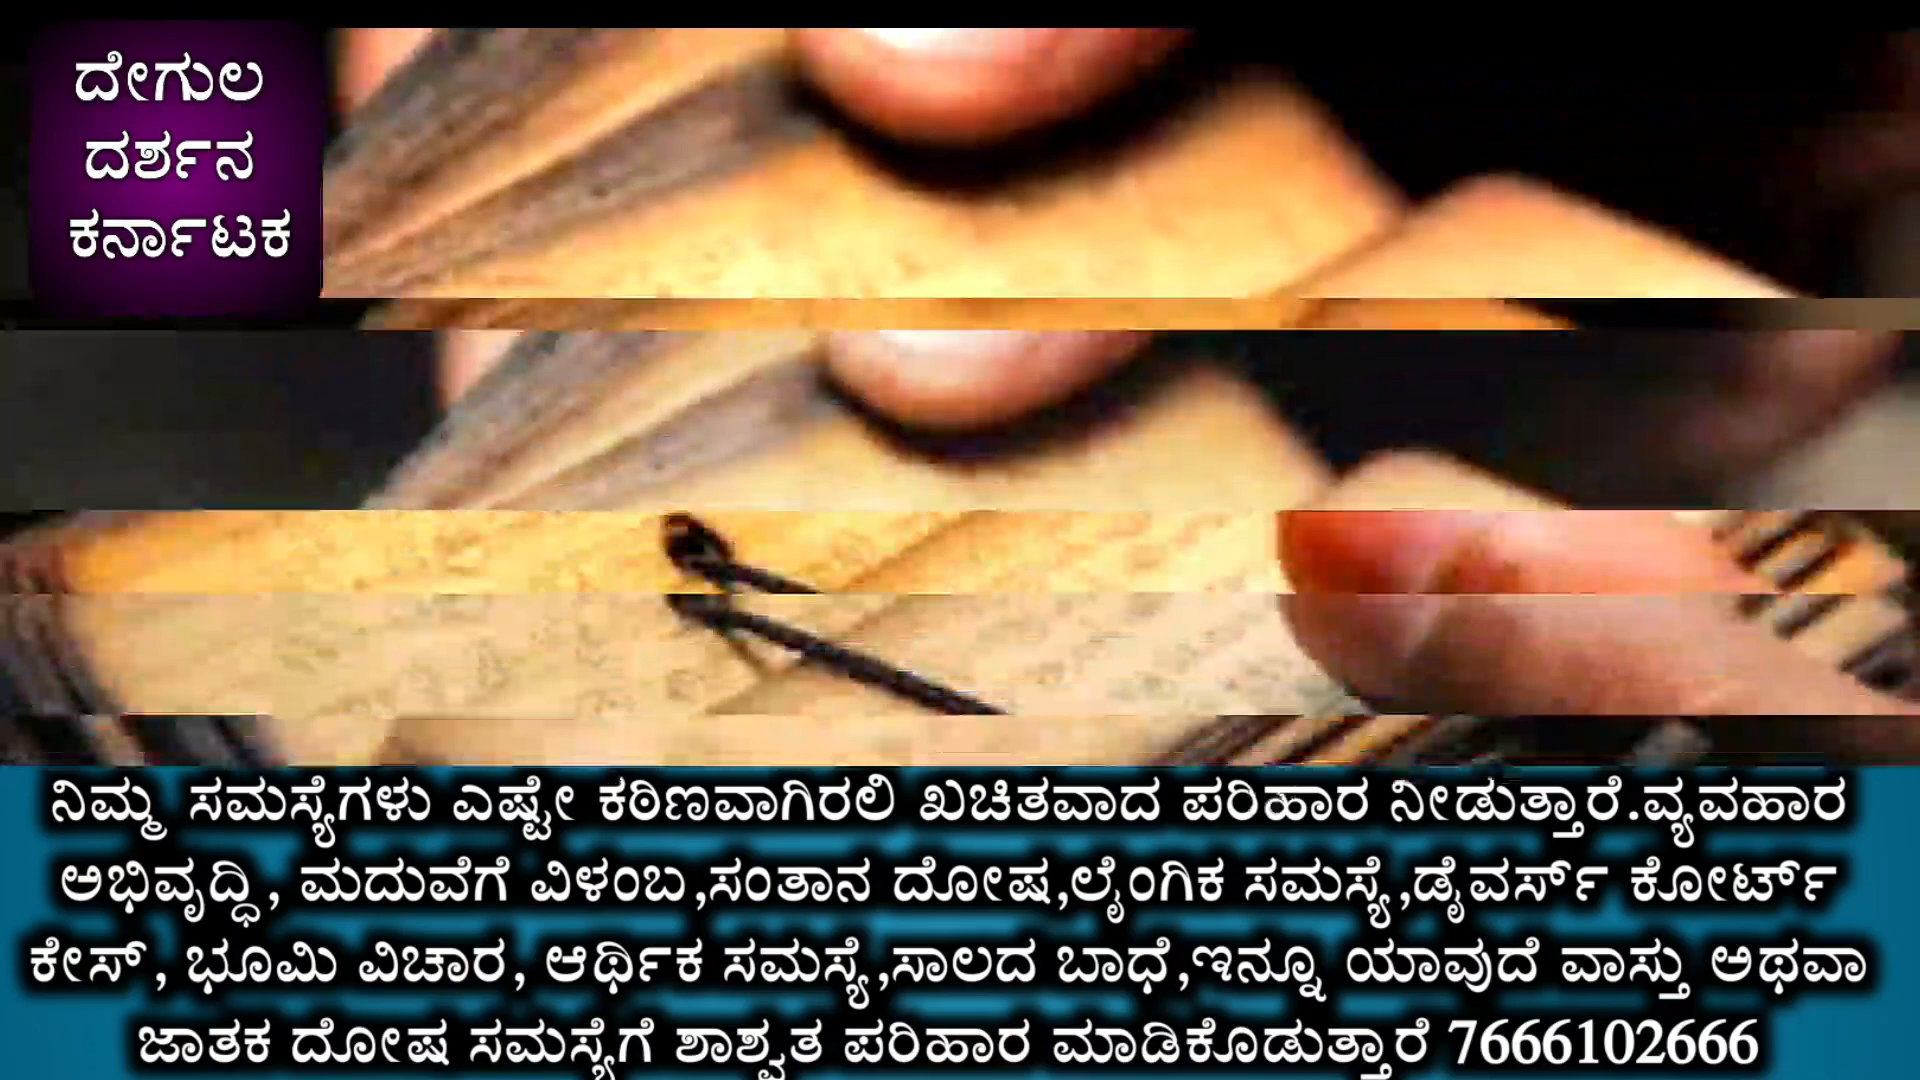 ದೇಗುಲ
ದರ್ಶನ
ಕರ್ನಾಟಕ
ನಿಮ್ಮ ಸಮಸ್ಯೆಗಳು ಎಷ್ಟೇ ಕಠಿಣವಾಗಿರಲಿ ಖಚಿತವಾದ ಪರಿಹಾರ ನೀಡುತ್ತಾರೆ.ವ್ಯವಹಾರ
ಅಭಿವೃದ್ಧಿ, ಮದುವೆಗೆ ವಿಳಂಬ,ಸಂತಾನ ದೋಷ,ಲೈಂಗಿಕ ಸಮಸ್ಯೆ,ಡೈವರ್ಸ್ ಕೋರ್ಟ್
ಕೇಸ್, ಭೂಮಿ ವಿಚಾರ, ಆರ್ಥಿಕ ಸಮಸ್ಯೆ,ಸಾಲದ ಬಾಧೆ,ಇನ್ನೂ ಯಾವುದೆ ವಾಸ್ತು ಅಥವಾ
ಜಾತಕ ದೋಷ ಸಮಸ್ಯೆಗೆ ಶಾಶ್ವತ ಪರಿಹಾರ ಮಾಡಿಕೊಡುತ್ತಾರೆ 7666102666